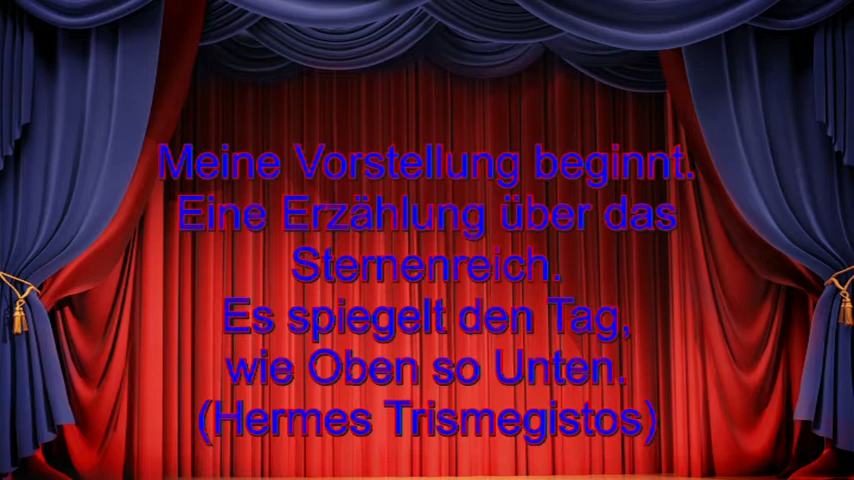 Meine Vorstellung beginnt.
Eine Erzählung über das
Sternenreich.
Es spiegelt den Tag,
wie Oben so Unten.
(Hermes Trismegistos)